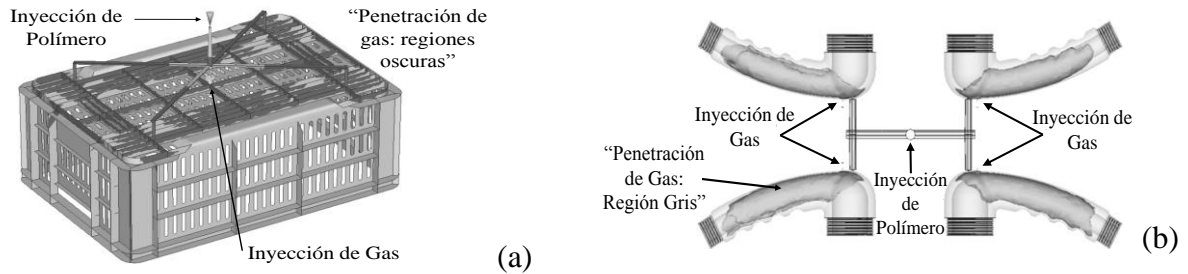 Inyección de
Polímero
“Penetración de
gas: regiones
oscuras”
Inyección de Gas
(a)
Inyección de
Gas
Inyección de
Gas
“Penetración
de Gas:
Región Gris”
Inyección
de
Polímero
(b)